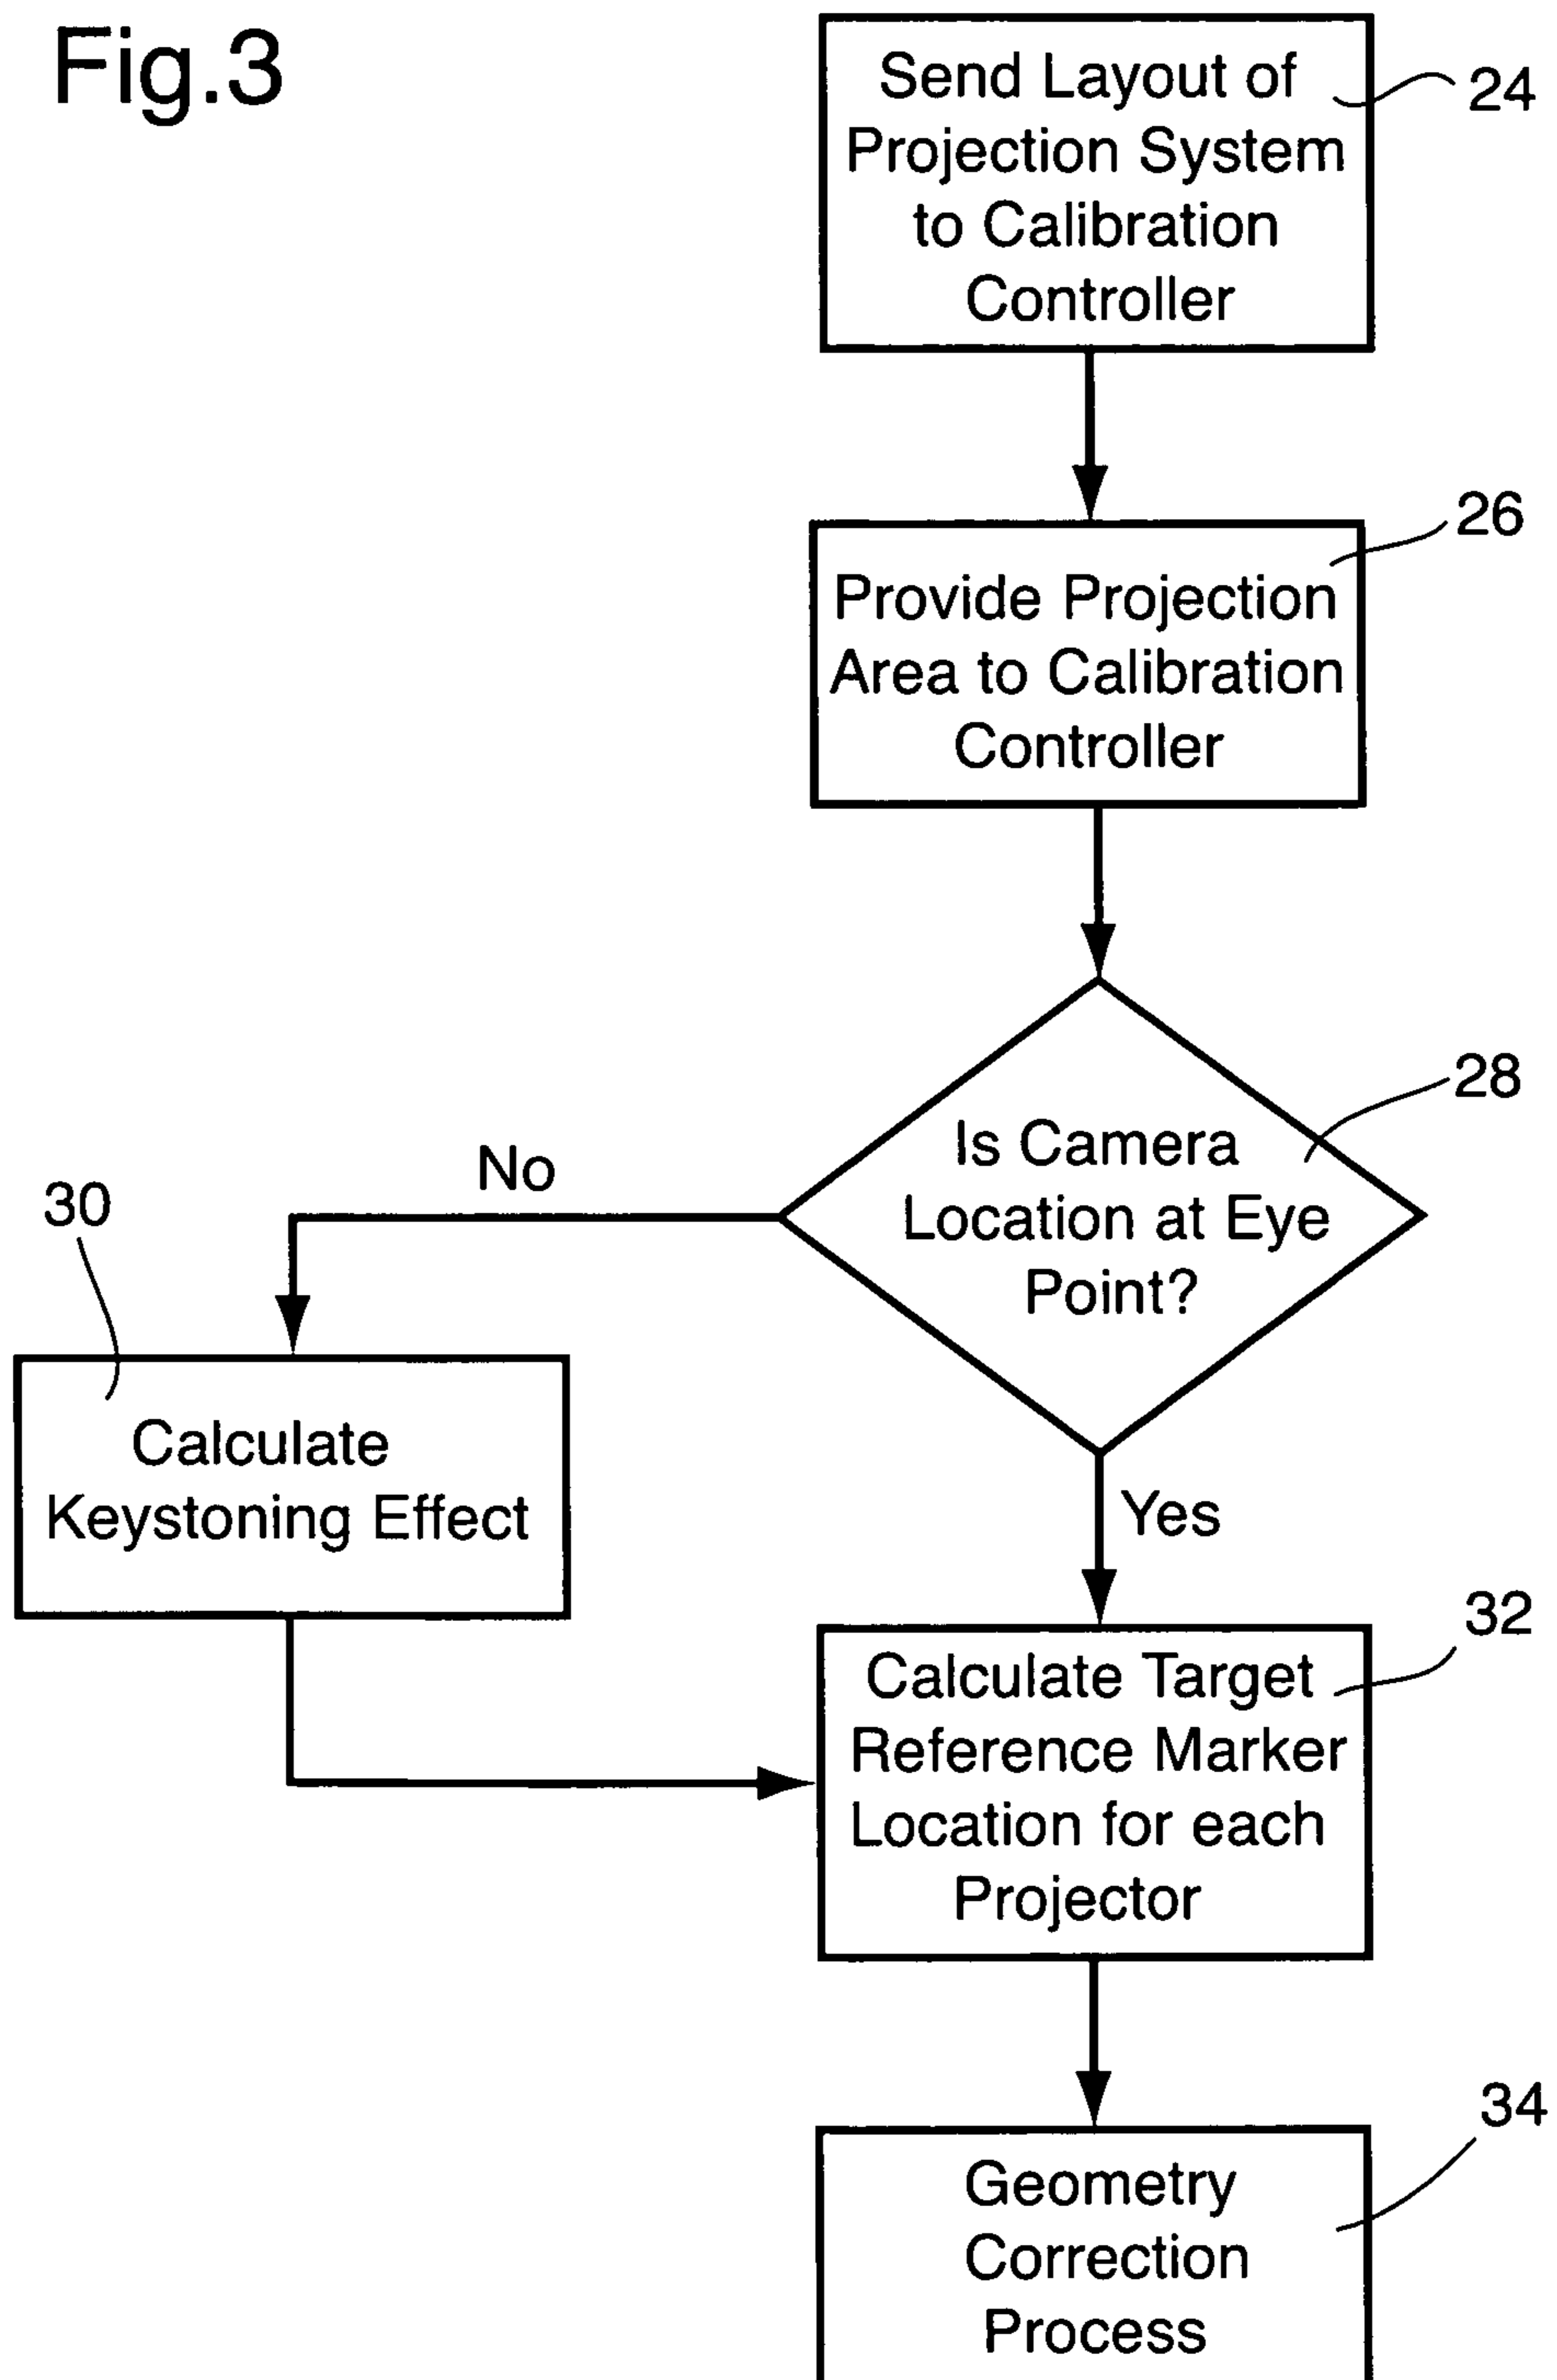 Fig.3
Send Layout of
Projection System
to Calibration
Controller
24
Provide Projection
Area to Calibration
Controller
26
Is Camera
Location at Eye
Point?
28
No
30
Calculate
Keystoning Effect
Yes
Calculate Target
Reference Marker
Location for each
Projector
32
Geometry
Correction
Process
34